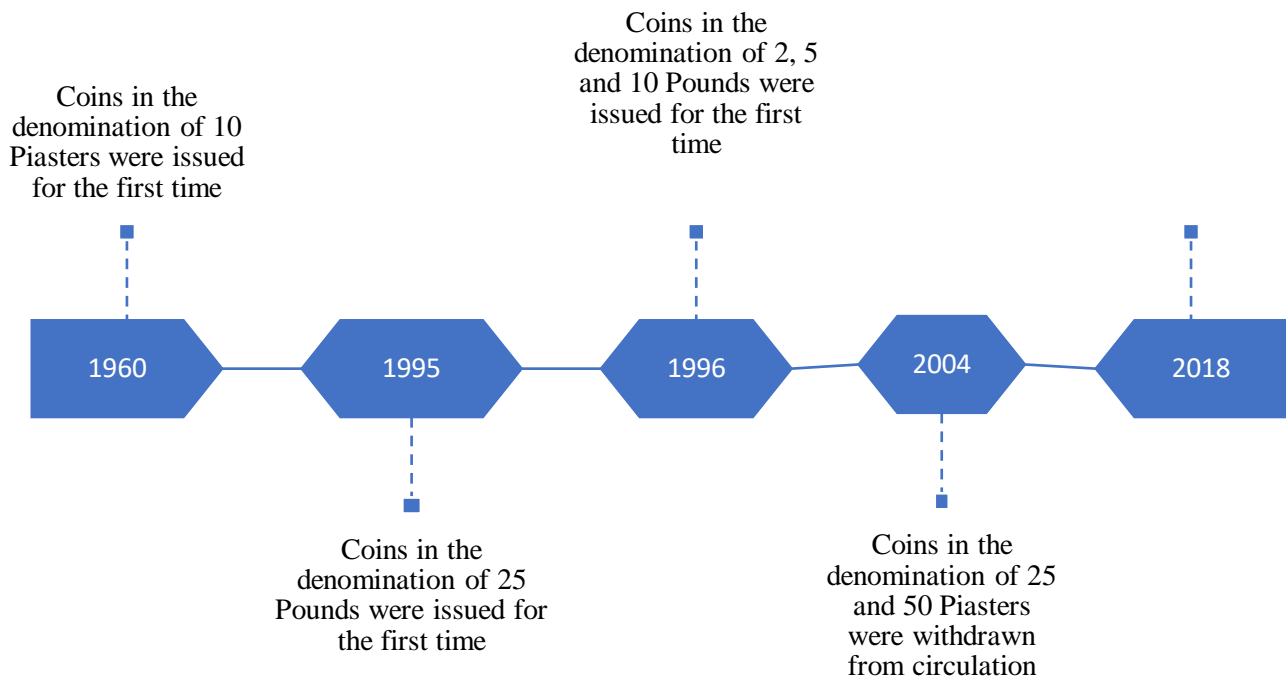 Coins in the
denomination of 10
Piasters were issued
for the first time
Coins in the
denomination of 2, 5
and 10 Pounds were
issued for the first
time
1960
1995
1996
2004
2018
Coins in the
denomination of 25
Pounds were issued for
the first time
Coins in the
denomination of 25
and 50 Piasters
were withdrawn
from circulation